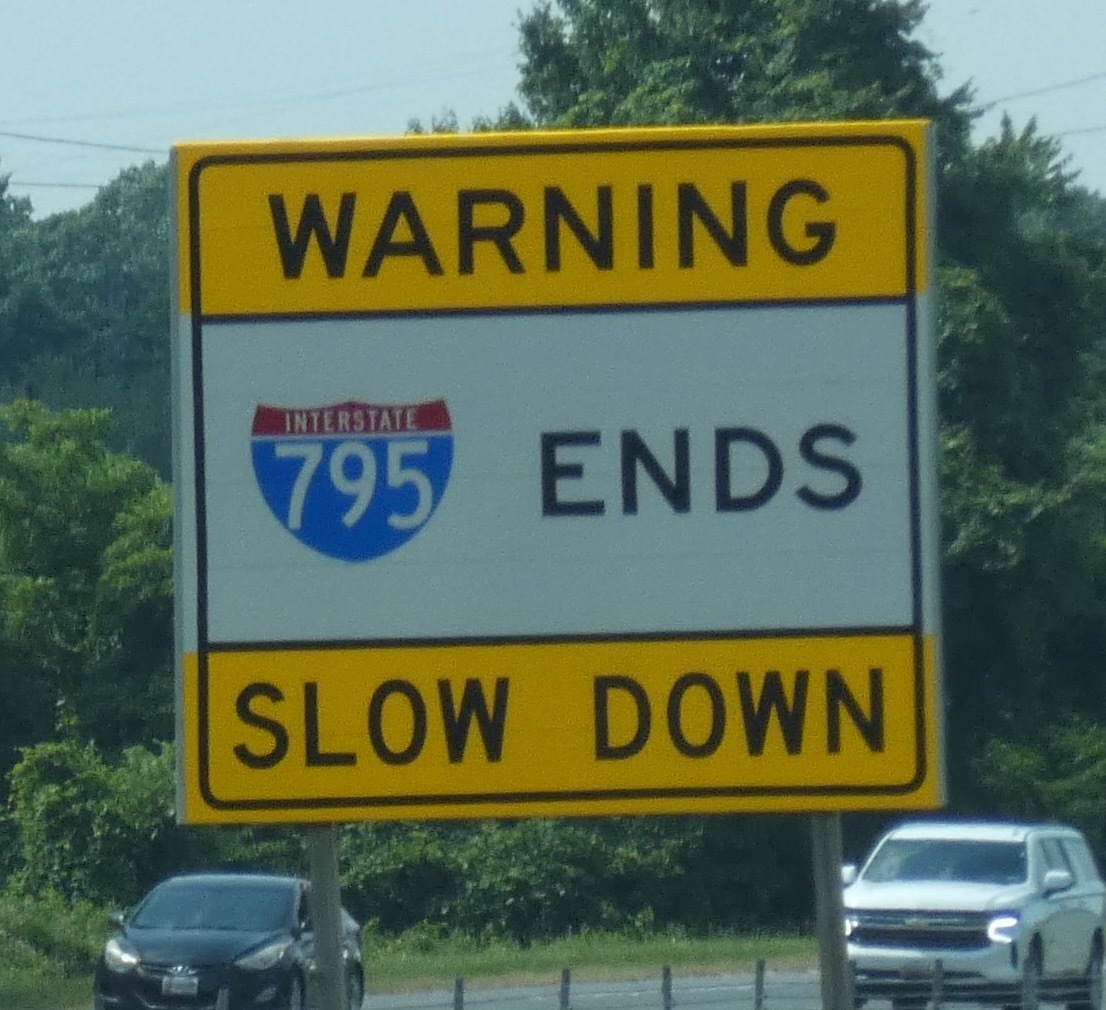 WARNING
INTERSTATE
795 ENDS
SLOW DOWN